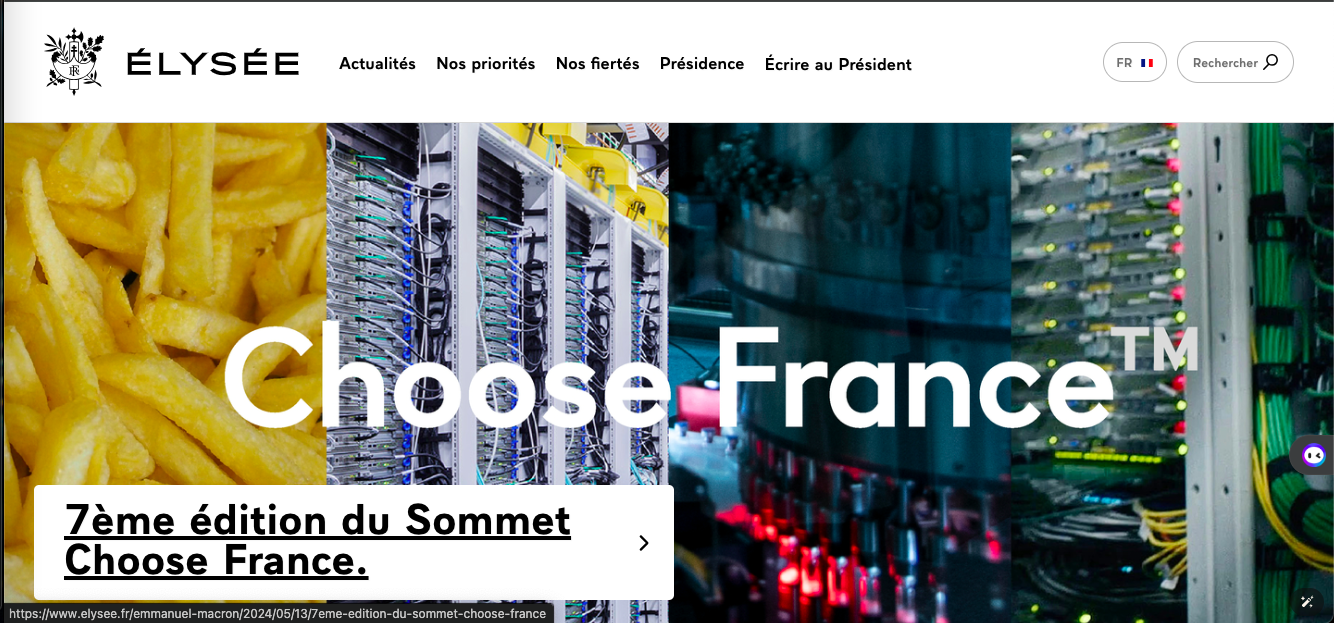 ÉLYSÉE
Actualités
Nos priorités
Nos fiertés
Présidence
Écrire au Président
FR
Rechercher
Choose France™
7ème édition du Sommet
Choose France.
https://www.elysee.fr/emmanuel-macron/2024/05/13/7eme-edition-du-sommet-choose-france